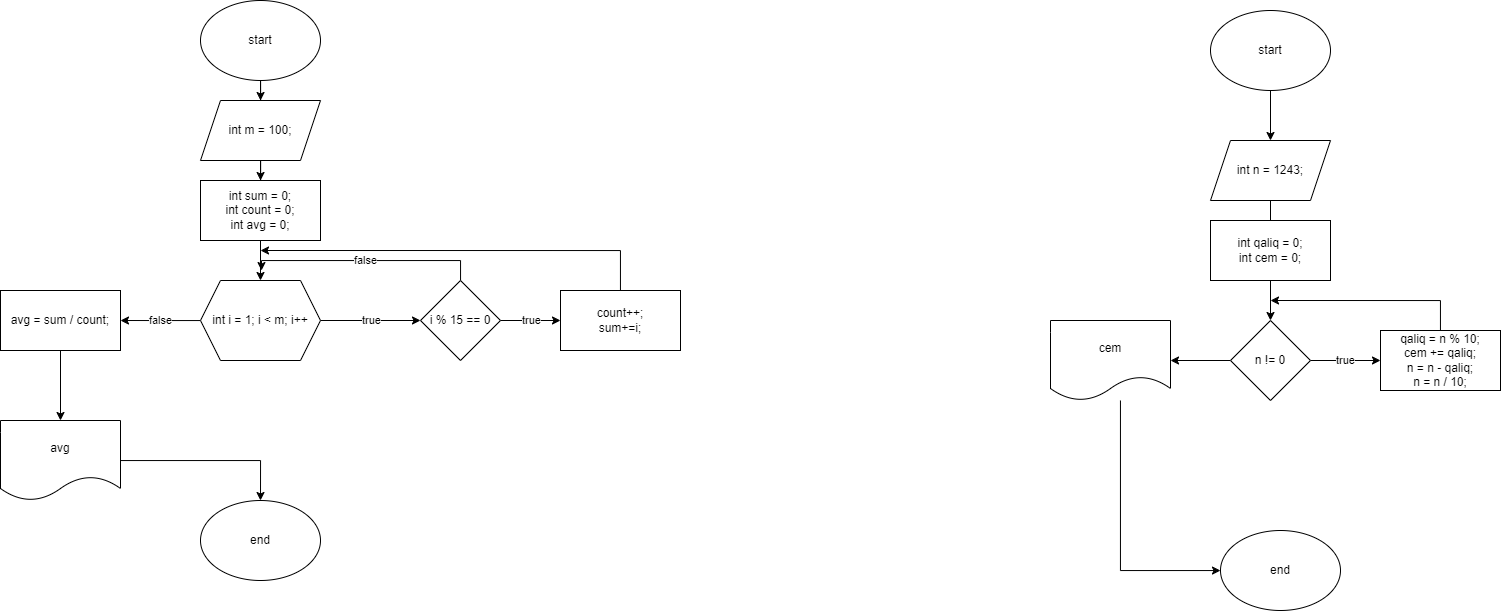 start
int m = 100;
int sum = 0;
int count = 0;
int avg = 0;
false
avg = sum / count;
false
int i = 1; i < m; i++
true
i % 15 == 0
true
count++;
sum+=i;
avg
end
start
int n = 1243;
int qaliq = 0;
int cem = 0;
cem
n != 0
true
qaliq = n % 10;
cem += qaliq;
n = n - qaliq;
n = n / 10;
end